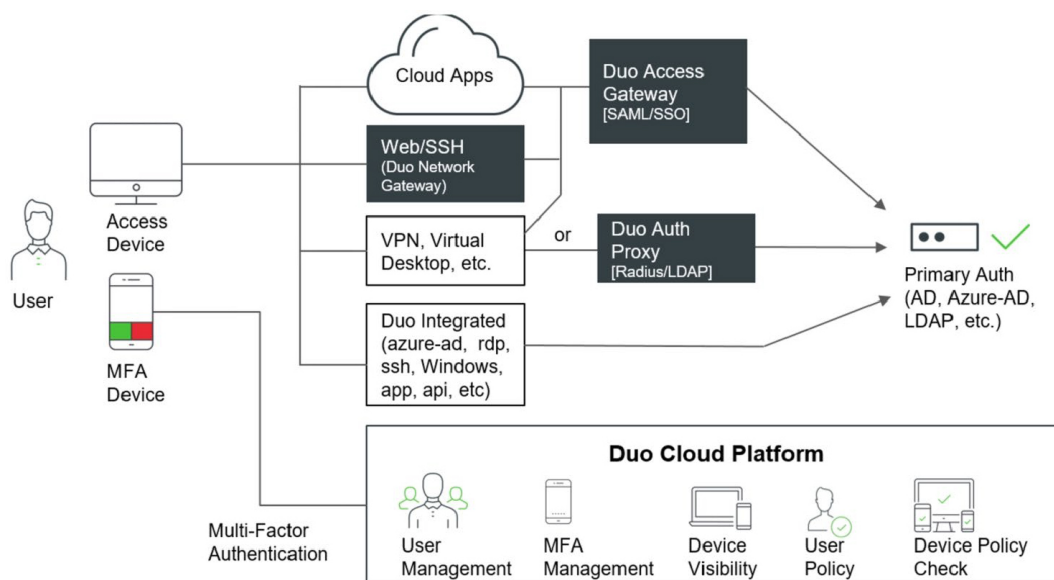 Cloud Apps
Duo Access
Gateway
[SAML/SSO]
Web/SSH
(Duo Network
Gateway)
Access
Device
VPN, Virtual
Desktop, etc.
or
Duo Auth
Proxy
[Radius/LDAP]
Primary Auth
(AD, Azure-AD,
LDAP, etc.)
User
Duo Integrated
(azure-ad, rdp,
ssh, Windows,
app, api, etc)
MFA
Device
Duo Cloud Platform
Multi-Factor
Authentication
User
Management
MFA
Management
Device
Visibility
User
Policy
Device Policy
Check